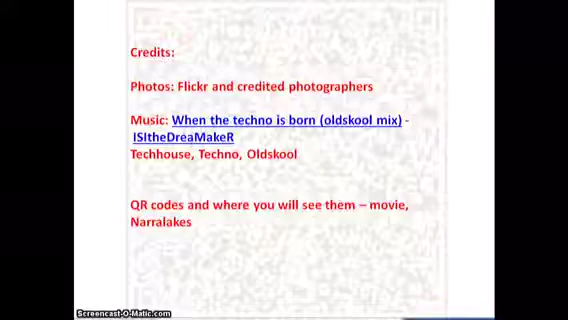 Credits:
Photos: Flickr and credited photographers
Music: When the techno is born (oldskool mix) -
ISItheDreaMakeR
Techhouse, Techno, Oldskool
QR codes and where you will see them – movie,
Narralakes
Screencast-O-Matic.com